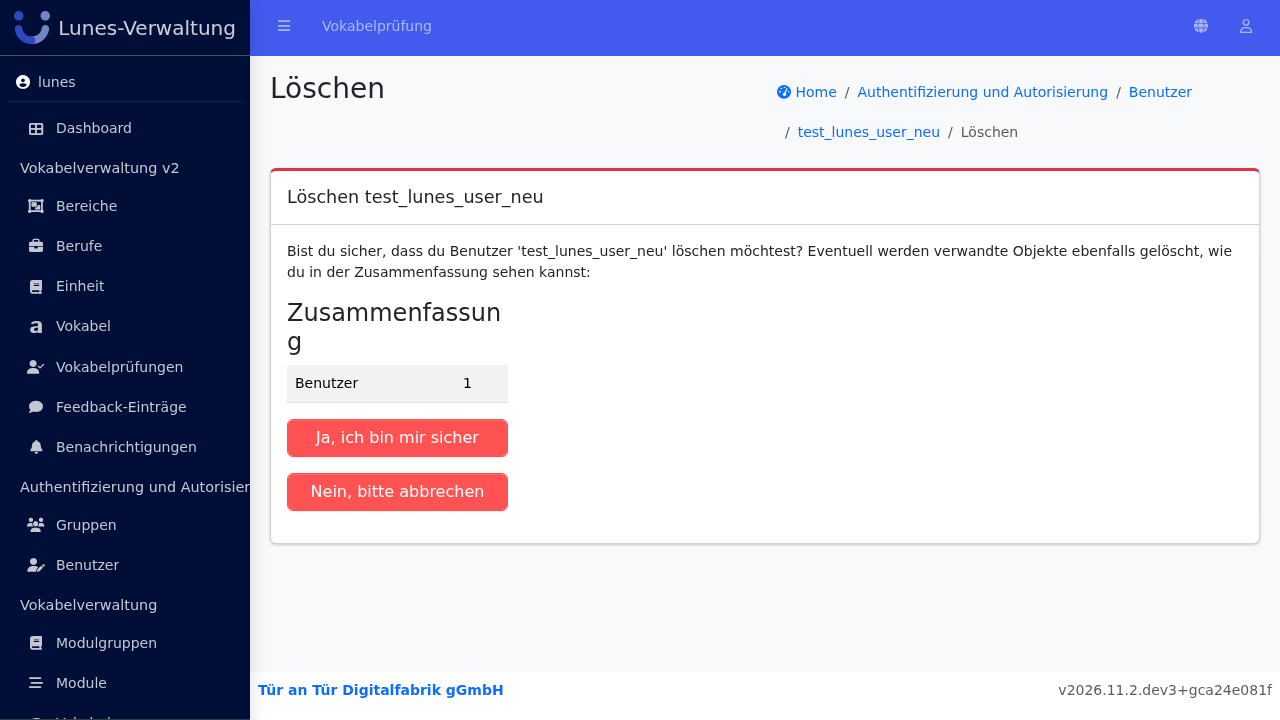 Lunes-Verwaltung
Vokabelprüfung
lunes
Dashboard
Vokabelverwaltung v2
Bereiche
Berufe
Einheit
Vokabel
Vokabelprüfungen
Feedback-Einträge
Benachrichtigungen
Authentifizierung und Autorisier
Gruppen
Benutzer
Vokabelverwaltung
Modulgruppen
Module
Löschen
Home / Authentifizierung und Autorisierung / Benutzer
/ test_lunes_user_neu / Löschen
Löschen test_lunes_user_neu
Bist du sicher, dass du Benutzer 'test_lunes_user_neu' löschen möchtest? Eventuell werden verwandte Objekte ebenfalls gelöscht, wie
du in der Zusammenfassung sehen kannst:
Zusammenfassun
g
Benutzer 1
Ja, ich bin mir sicher
Nein, bitte abbrechen
Tür an Tür Digitalfabrik gGmbH
v2026.11.2.dev3+gca24e081f